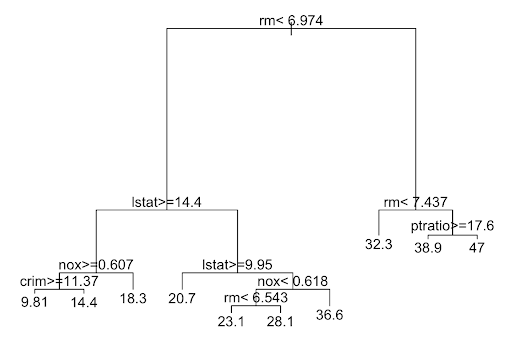 rm< 6.974
lstat>=14.4
rm< 7.437
ptratio>=17.6
32.3
38.9
47
nox>=0.607
lstat>=9.95
crim>=11.37
nox< 0.618
9.81
14.4
18.3
20.7
rm< 6.543
36.6
23.1
28.1